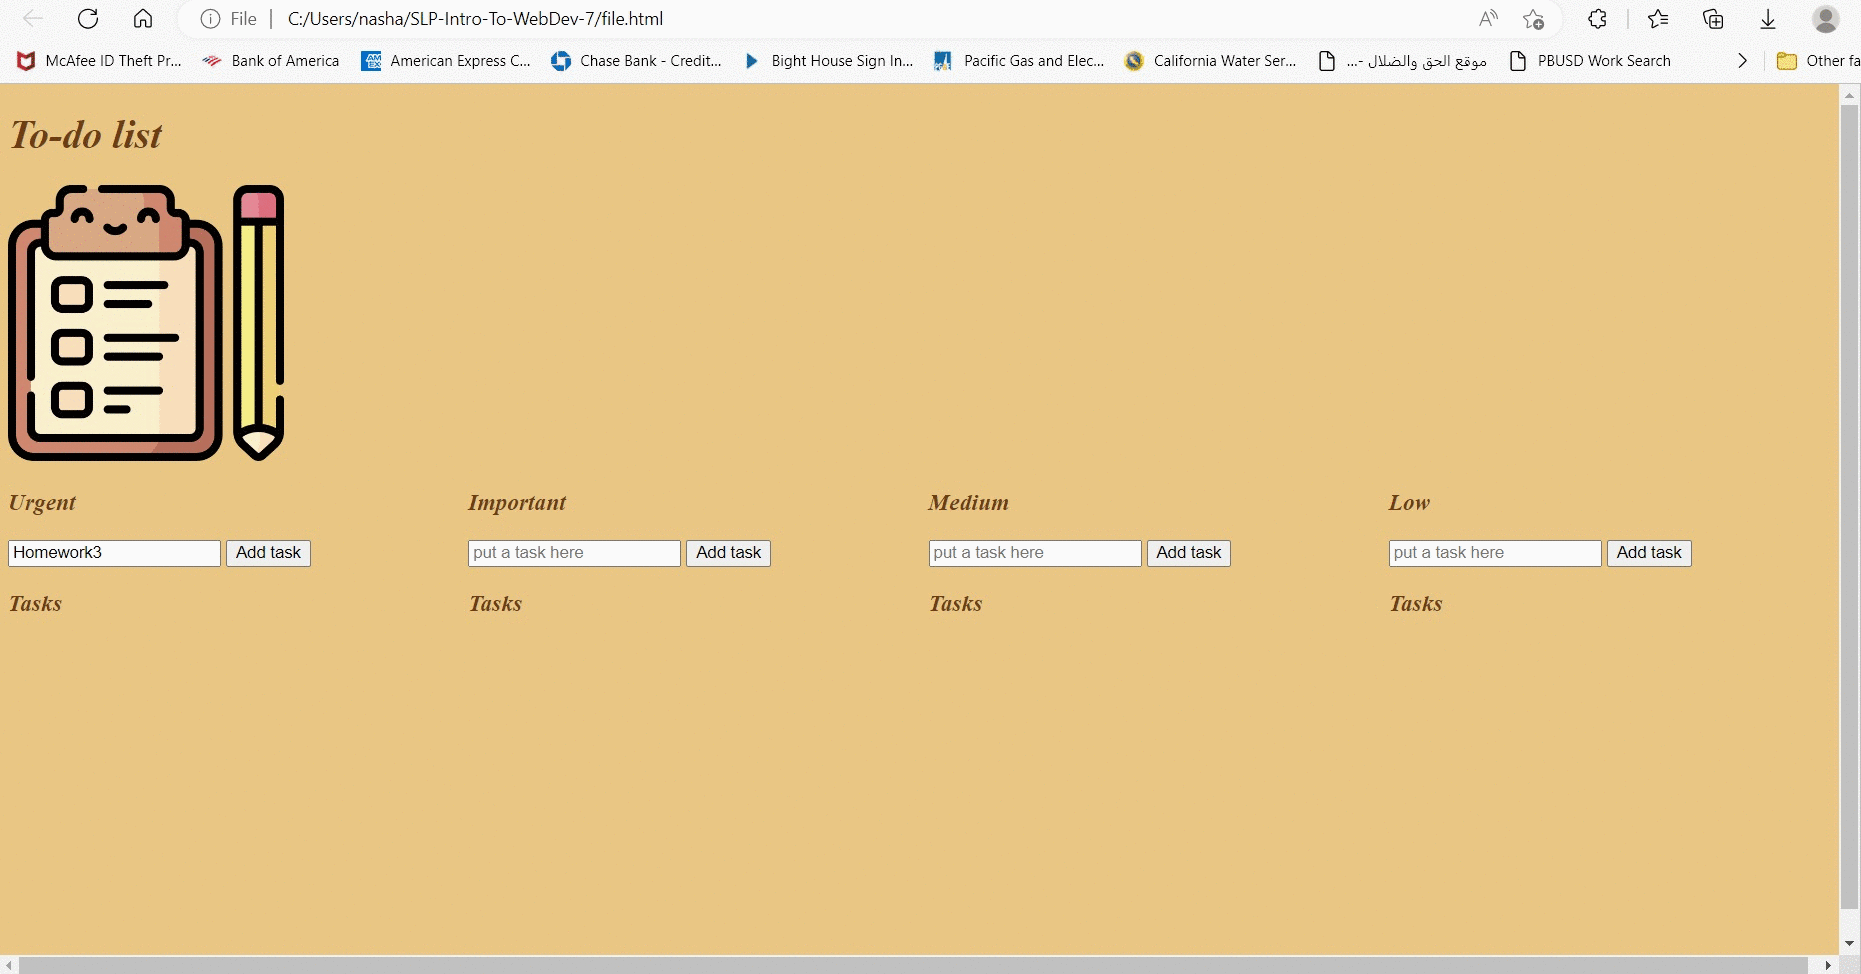 File | C:/Users/nasha/SLP-Intro-To-WebDev-7/file.html
McAfee ID Theft Pr... Bank of America American Express C... Chase Bank - Credit... Bight House Sign In... Pacific Gas and Elec... California Water Ser... موقع الحق والضلال -... PBUSD Work Search Other fa
To-do list
Urgent Important Medium Low
Homework3 Add task put a task here Add task put a task here Add task put a task here Add task
Tasks Tasks Tasks Tasks